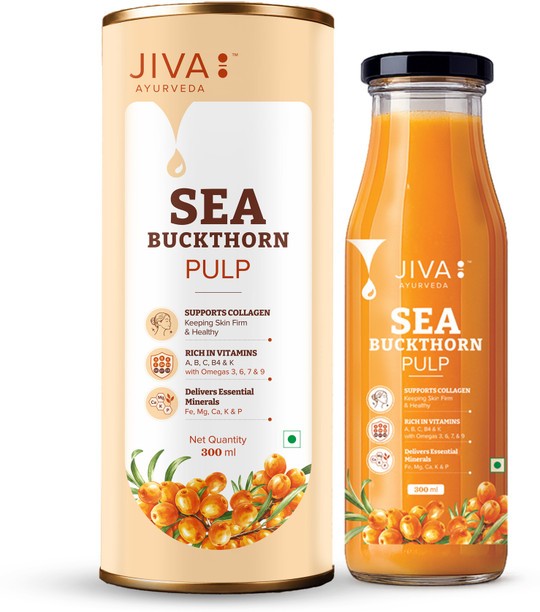 JIVA™
AYURVEDA
SEA
BUCKTHORN
PULP
SUPPORTS COLLAGEN
Keeping Skin Firm
& Healthy
RICH IN VITAMINS
A, B, C, B4 & K
with Omegas 3, 6, 7 & 9
Delivers Essential
Minerals
Fe, Mg, Ca, K & P
Net Quantity
300 ml
JIVA™
AYURVEDA
SEA
BUCKTHORN
PULP
SUPPORTS COLLAGEN
Keeping Skin Firm
& Healthy
RICH IN VITAMINS
A, B, C, B4 & K
with Omegas 3, 6, 7 & 9
Delivers Essential
Minerals
Fe, Mg, Ca, K & P
300 ml